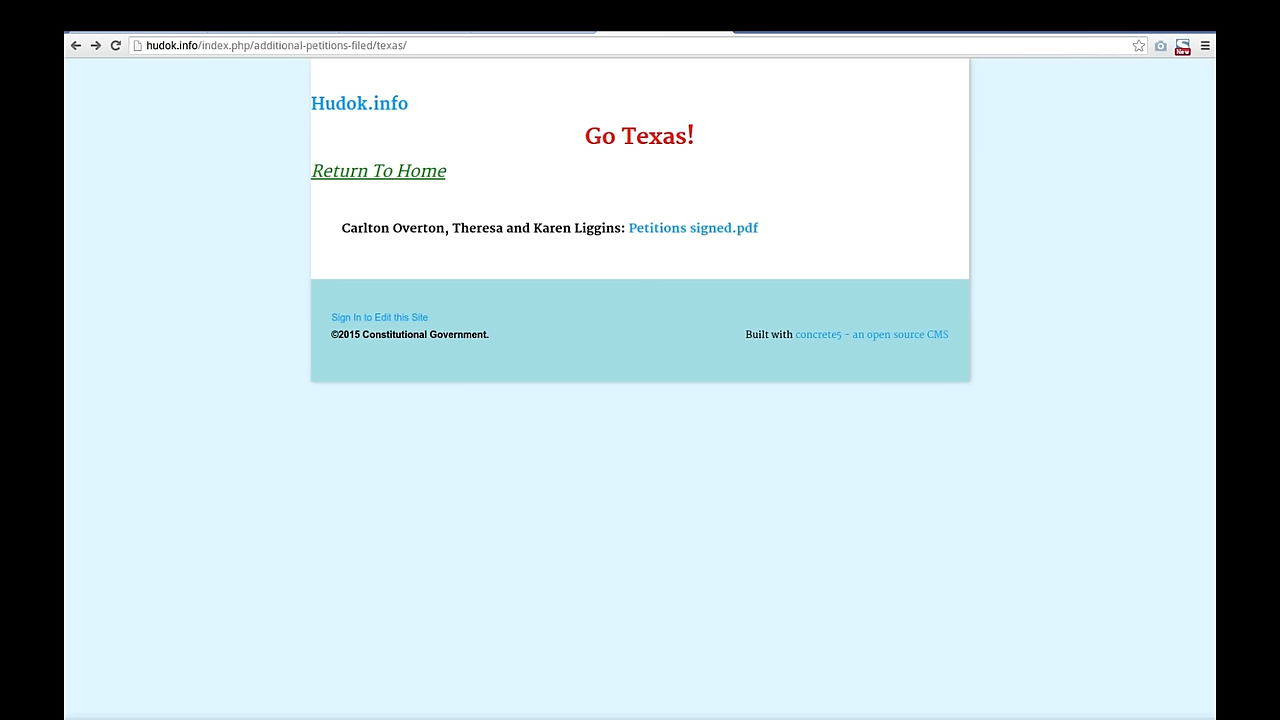 hudok.info/index.php/additional-petitions-filed/texas/
New
Hudok.info
Go Texas!
Return To Home
Carlton Overton, Theresa and Karen Liggins: Petitions signed.pdf
Sign In to Edit this Site
©2015 Constitutional Government.
Built with concrete5 - an open source CMS